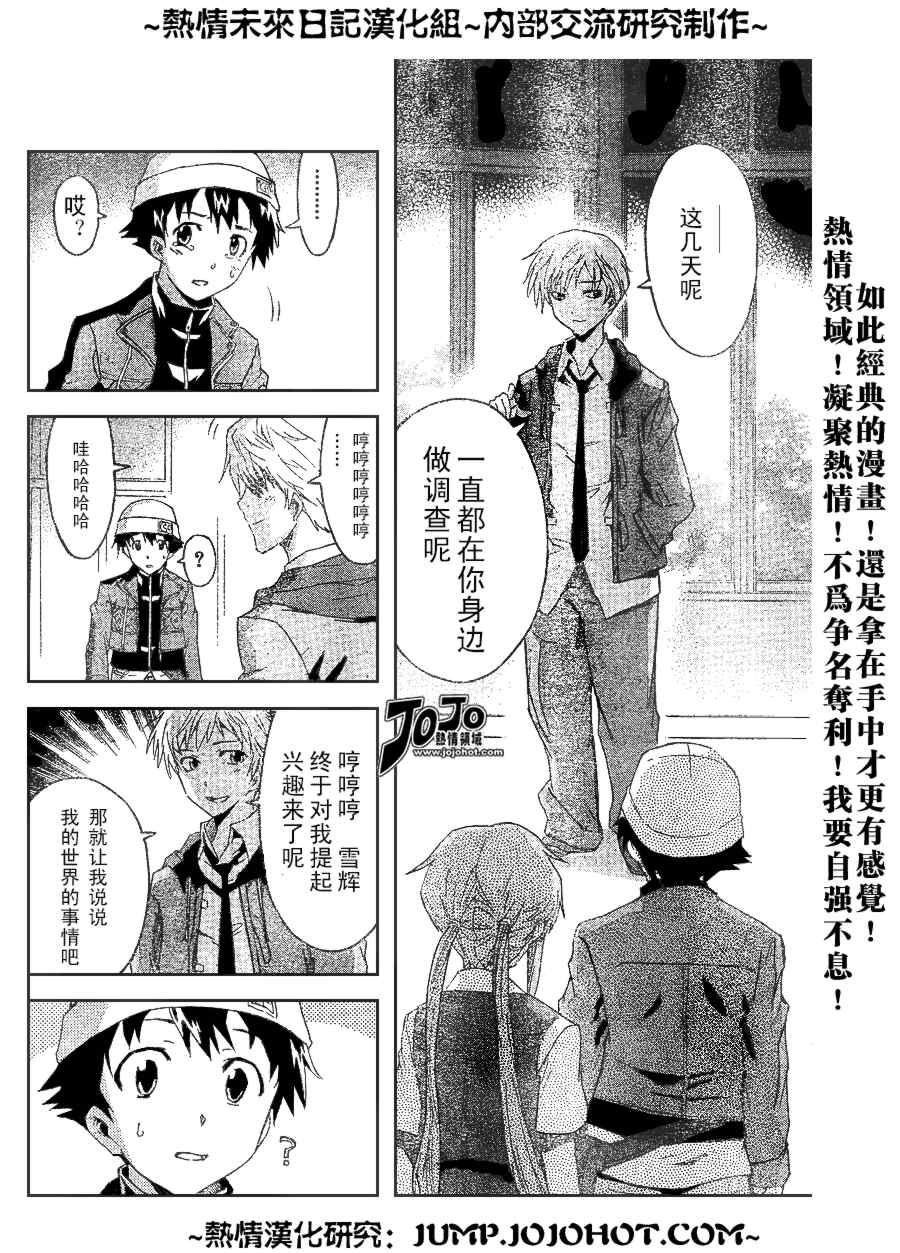 ~熱情未來日記漢化組~内部交流研究制作~
——
这几天呢
一直都在你身边
做调查呢
………
哎?
哼哼哼哼哼哼
……
?
哇哈哈哈哈
哼哼哼 雪辉
终于对我提起
兴趣来了呢
那就让我说说
我的世界的事情吧
?
JOJO
熱情領域
www.jojohot.com
如此經典的漫畫！還是拿在手中才更有感覺！
熱情領域！凝聚熱情！不爲争名奪利！我要自强不息！
~熱情漢化研究：JUMP.JOJOHOT.COM~